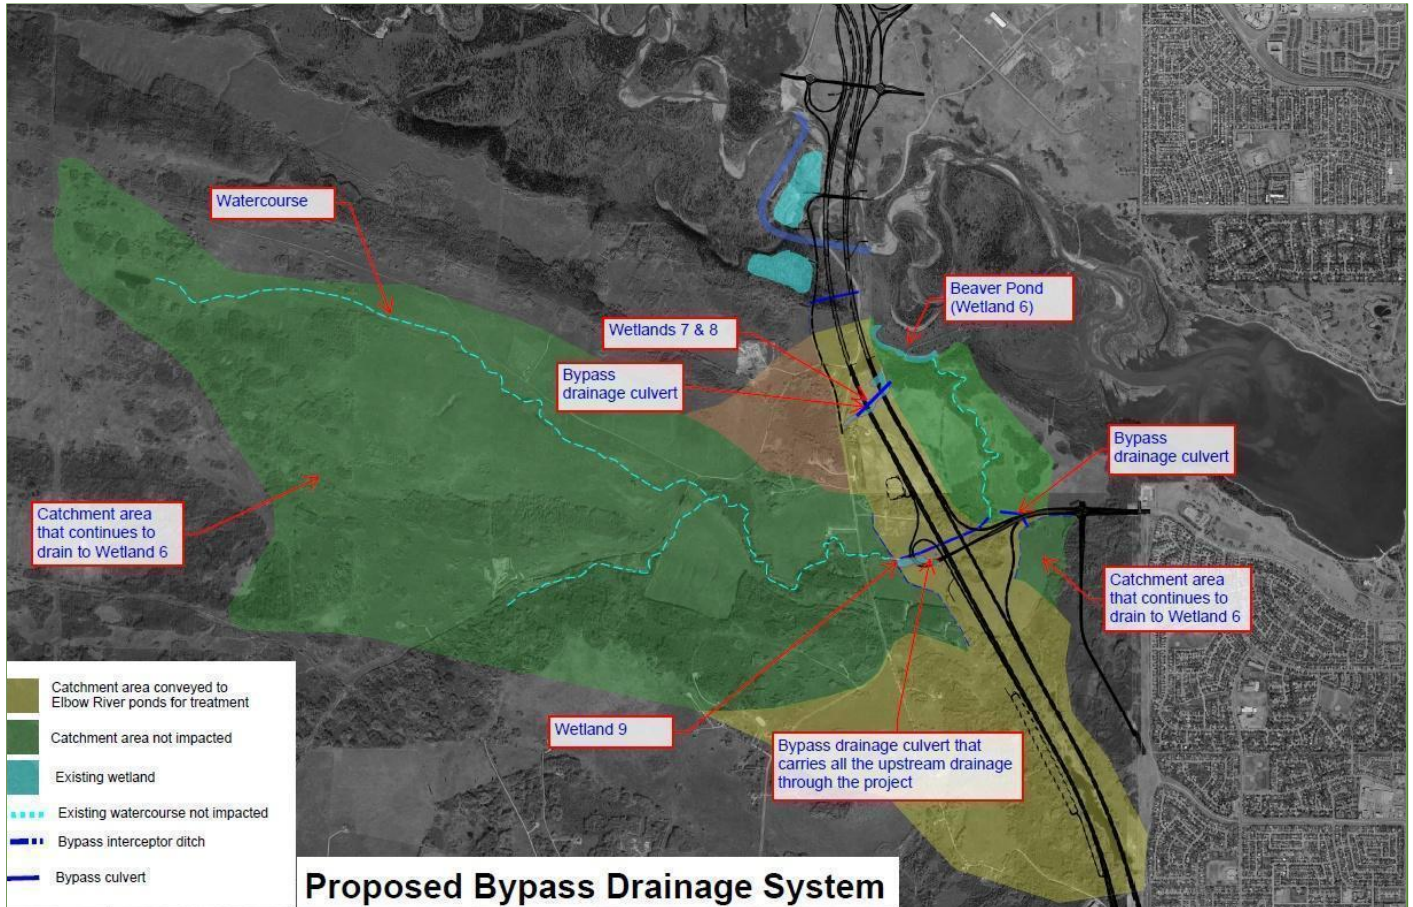 Watercourse
Beaver Pond
(Wetland 6)
Wetlands 7 & 8
Bypass
drainage culvert
Bypass
drainage culvert
Catchment area
that continues to
drain to Wetland 6
Catchment area
that continues to
drain to Wetland 6
Wetland 9
Bypass drainage culvert that
carries all the upstream drainage
through the project
Catchment area conveyed to
Elbow River ponds for treatment
Catchment area not impacted
Existing wetland
Existing watercourse not impacted
Bypass interceptor ditch
Bypass culvert
Proposed Bypass Drainage System